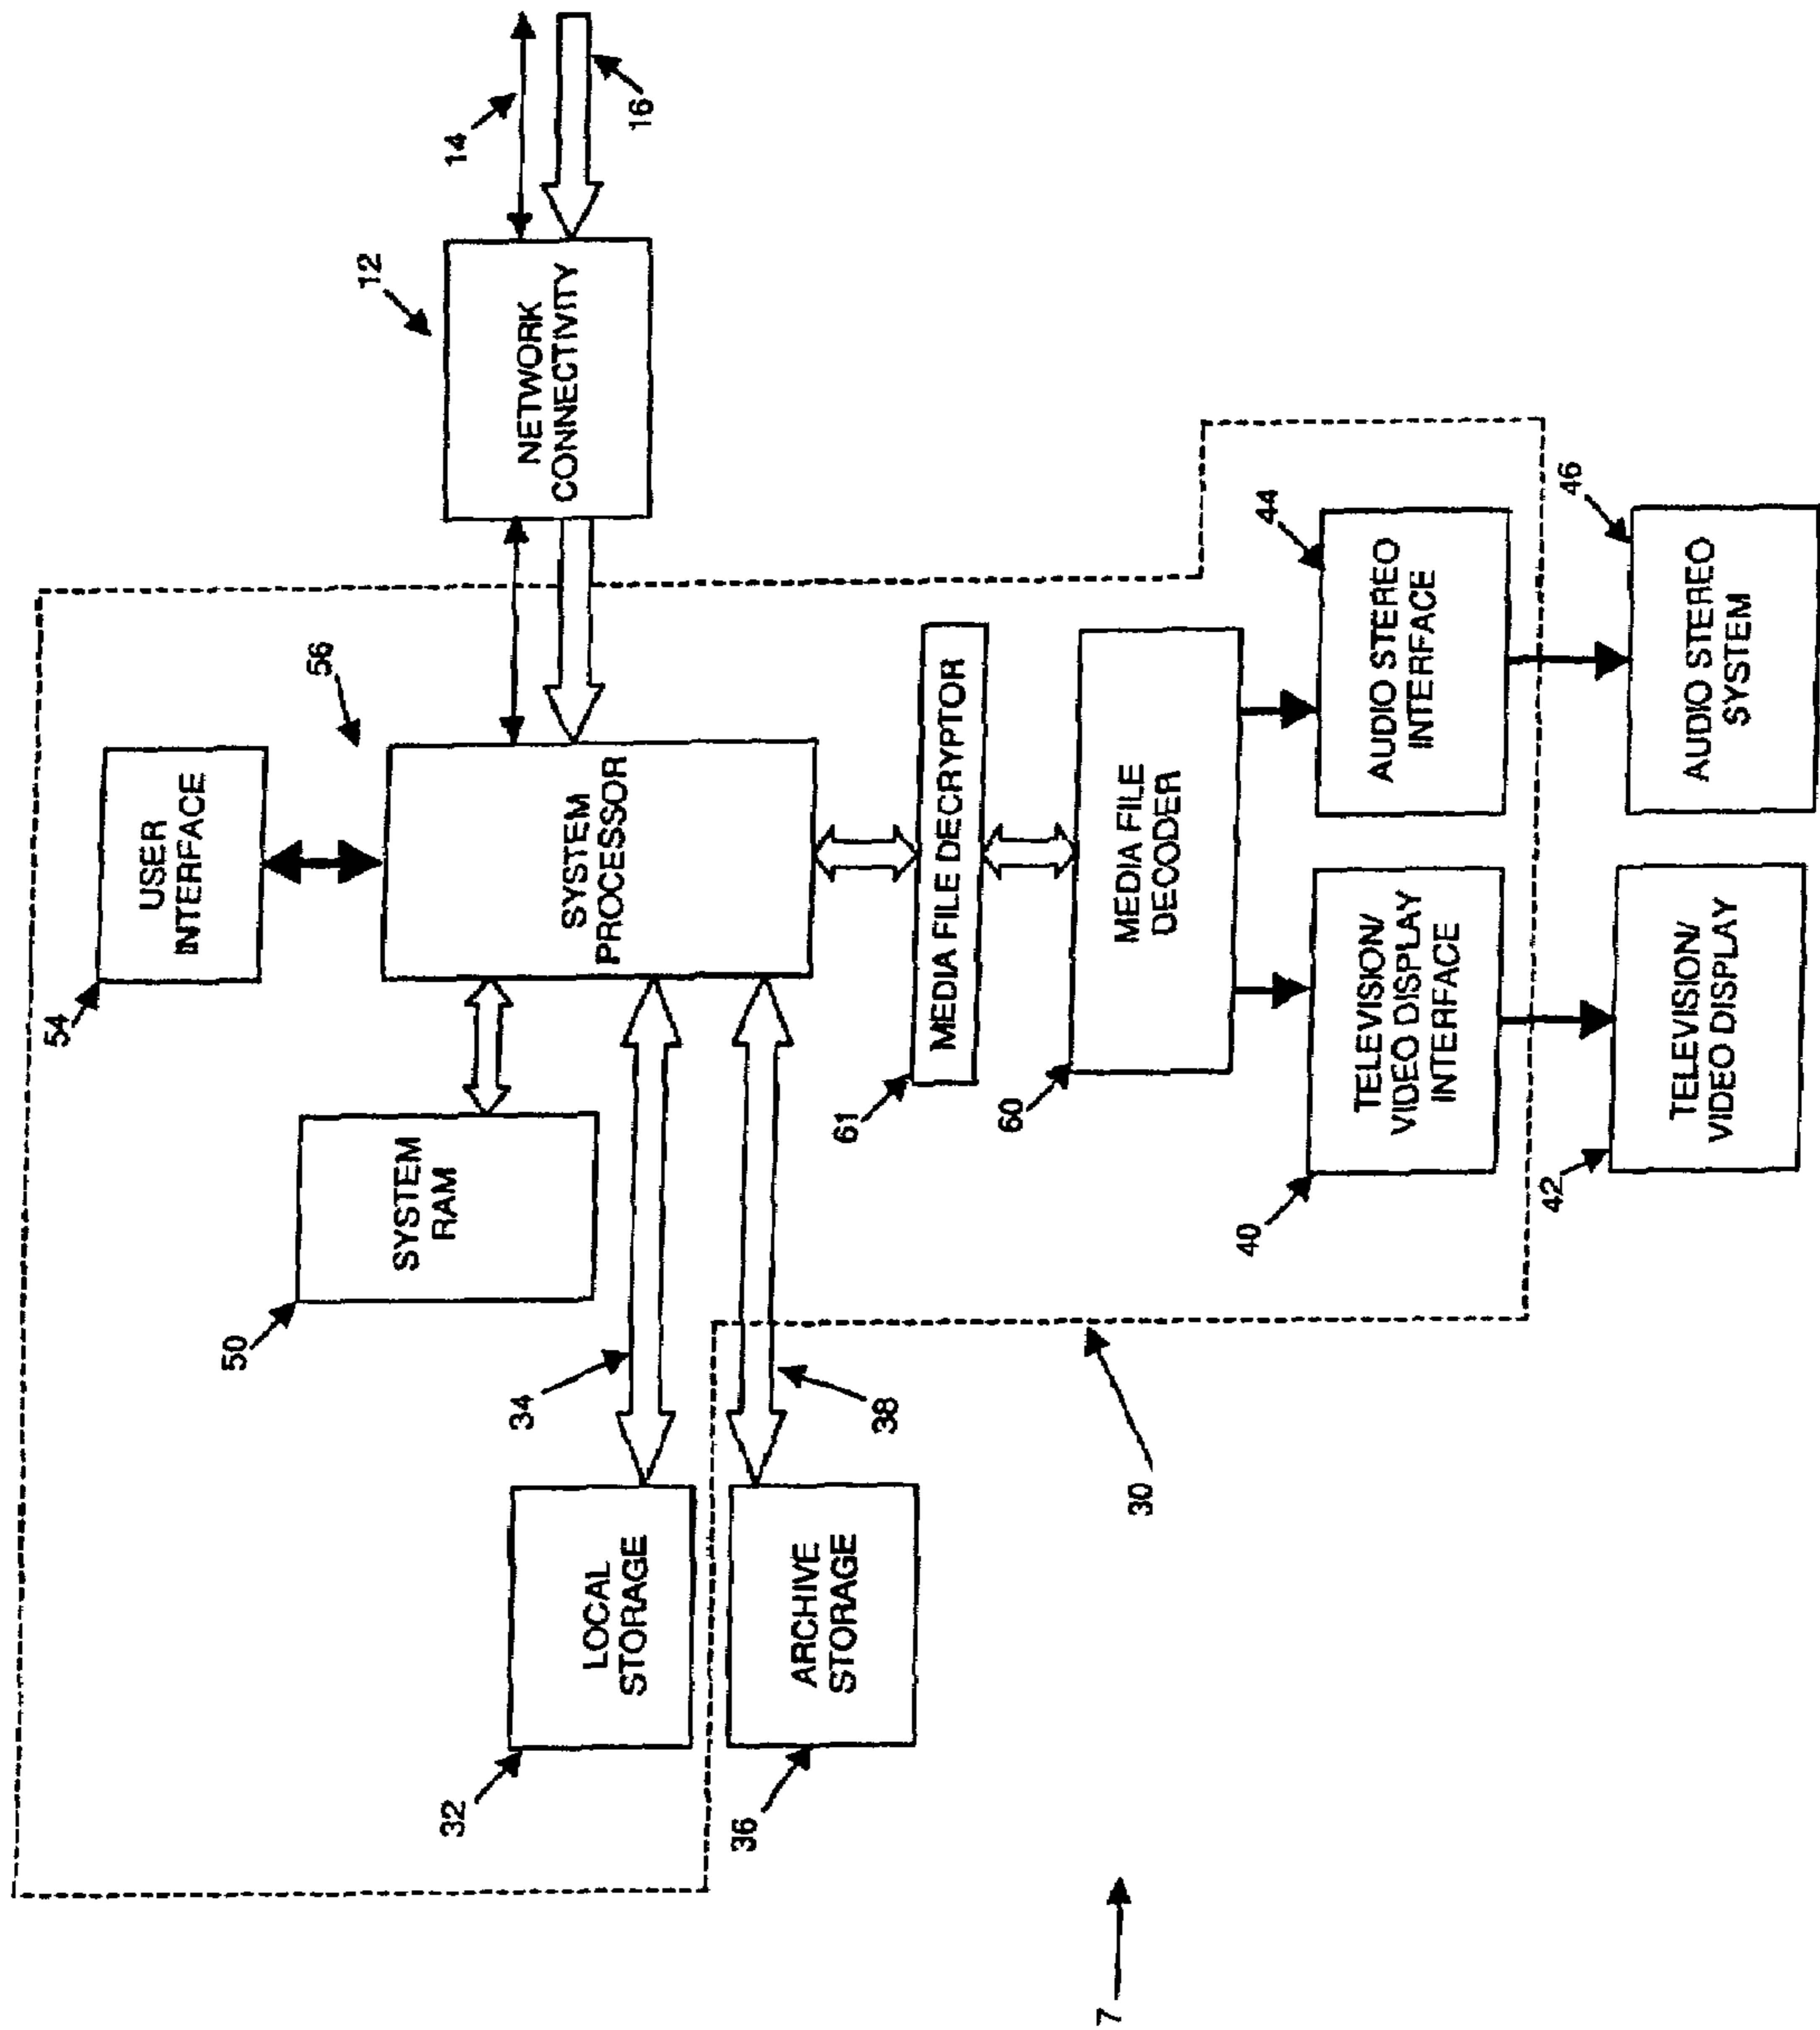 54
USER
INTERFACE
50
56
12
SYSTEM
RAM
32
14
34
NETWORK
CONNECTIVITY
SYSTEM
PROCESSOR
LOCAL
STORAGE
16
36
ARCHIVE
STORAGE
61
38
MEDIA FILE DECRYPTOR
60
7
30
MEDIA FILE
DECODER
40
44
TELEVISION/
VIDEO DISPLAY
INTERFACE
AUDIO STEREO
INTERFACE
42
46
TELEVISION/
VIDEO DISPLAY
AUDIO STEREO
SYSTEM